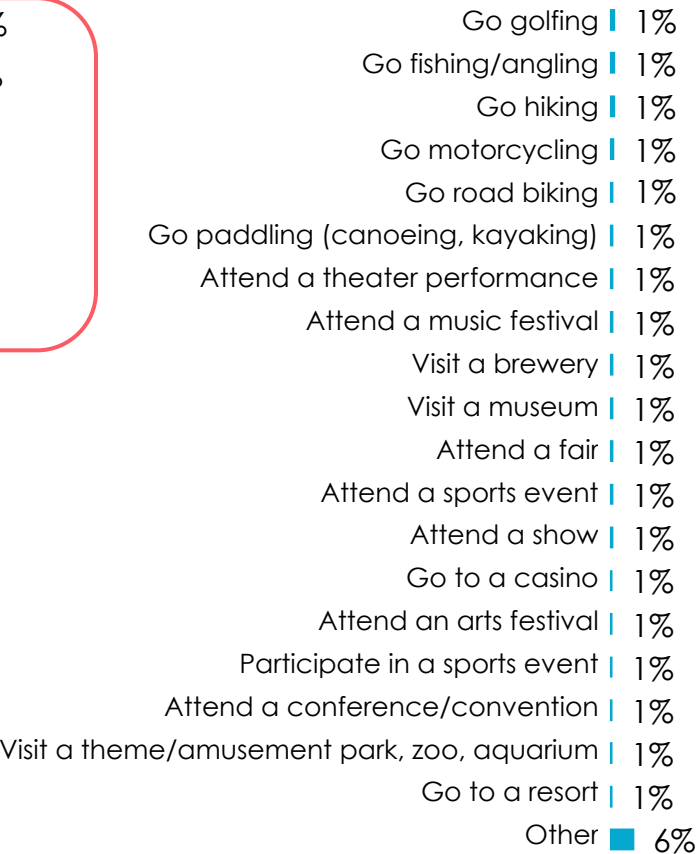 Go golfing 1%
Go fishing/angling 1%
Go hiking 1%
Go motorcycling 1%
Go road biking 1%
Go paddling (canoeing, kayaking) 1%
Attend a theater performance 1%
Attend a music festival 1%
Visit a brewery 1%
Visit a museum 1%
Attend a fair 1%
Attend a sports event 1%
Attend a show 1%
Go to a casino 1%
Attend an arts festival 1%
Participate in a sports event 1%
Attend a conference/convention 1%
Visit a theme/amusement park, zoo, aquarium 1%
Go to a resort 1%
Other 6%